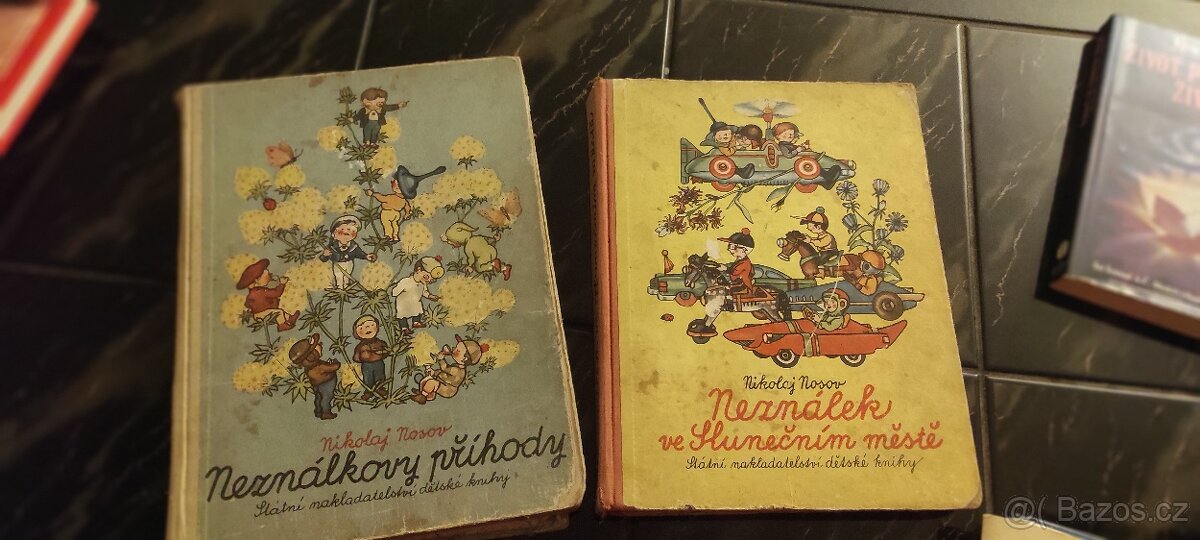 Nikolaj Nosov
Neználkovy příhody
Státní nakladatelství dětské knihy
Nikolaj Nosov
Neználek
ve Slunečním městě
Státní nakladatelství dětské knihy
ŽIVOT
@( Bazos.cz